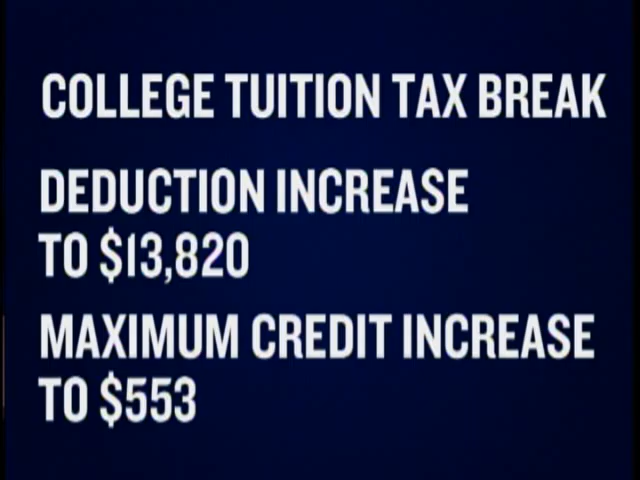 COLLEGE TUITION TAX BREAK
DEDUCTION INCREASE
TO $13,820
MAXIMUM CREDIT INCREASE
TO $553